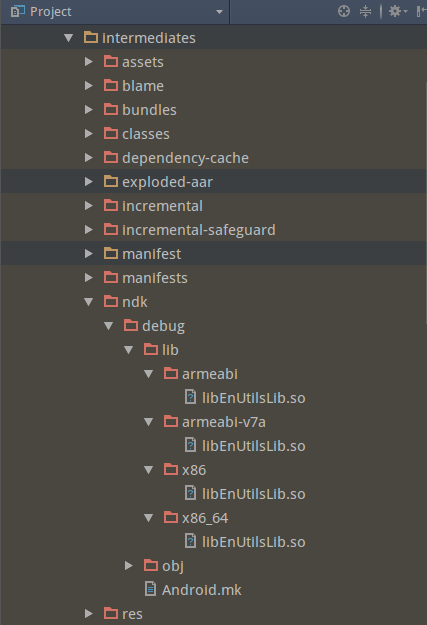 Project
intermediates
assets
blame
bundles
classes
dependency-cache
exploded-aar
incremental
incremental-safeguard
manifest
manifests
ndk
debug
lib
armeabi
libEnUtilsLib.so
armeabi-v7a
libEnUtilsLib.so
x86
libEnUtilsLib.so
x86_64
libEnUtilsLib.so
obj
Android.mk
res